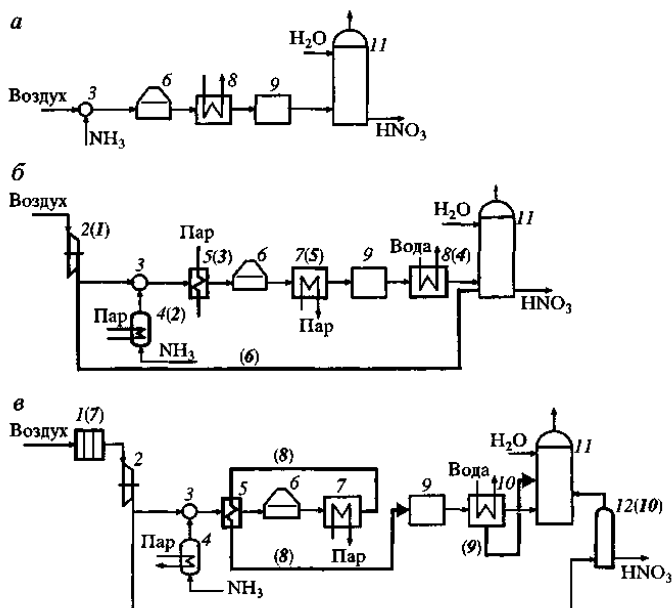 а
H₂O
11
3
6
8
9
Воздух
NH₃
HNO₃
б
Воздух
2(1)
Пар
H₂O
11
3
5(3)
6
7(5)
9
Вода
8(4)
Пар
4(2)
NH₃
Пар
HNO₃
(6)
в
1(7)
Воздух
2
(8)
H₂O
11
3
5
6
7
9
Вода
10
12(10)
Пар
4
(8)
Пар
(9)
NH₃
HNO₃